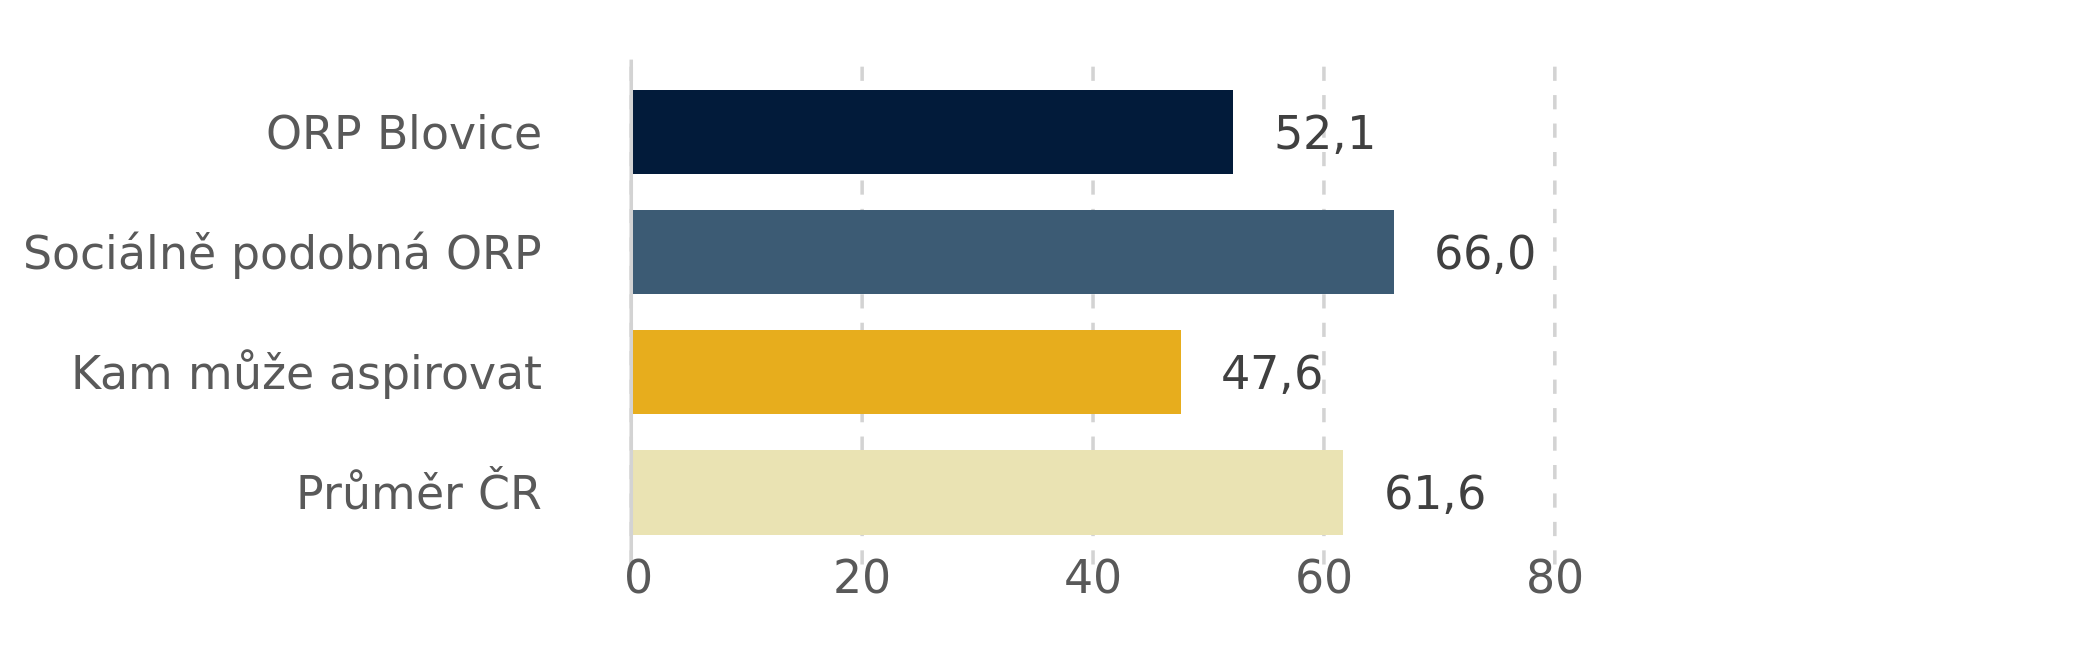 ORP Blovice 52,1
Sociálně podobná ORP 66,0
Kam může aspirovat 47,6
Průměr ČR 61,6
0 20 40 60 80